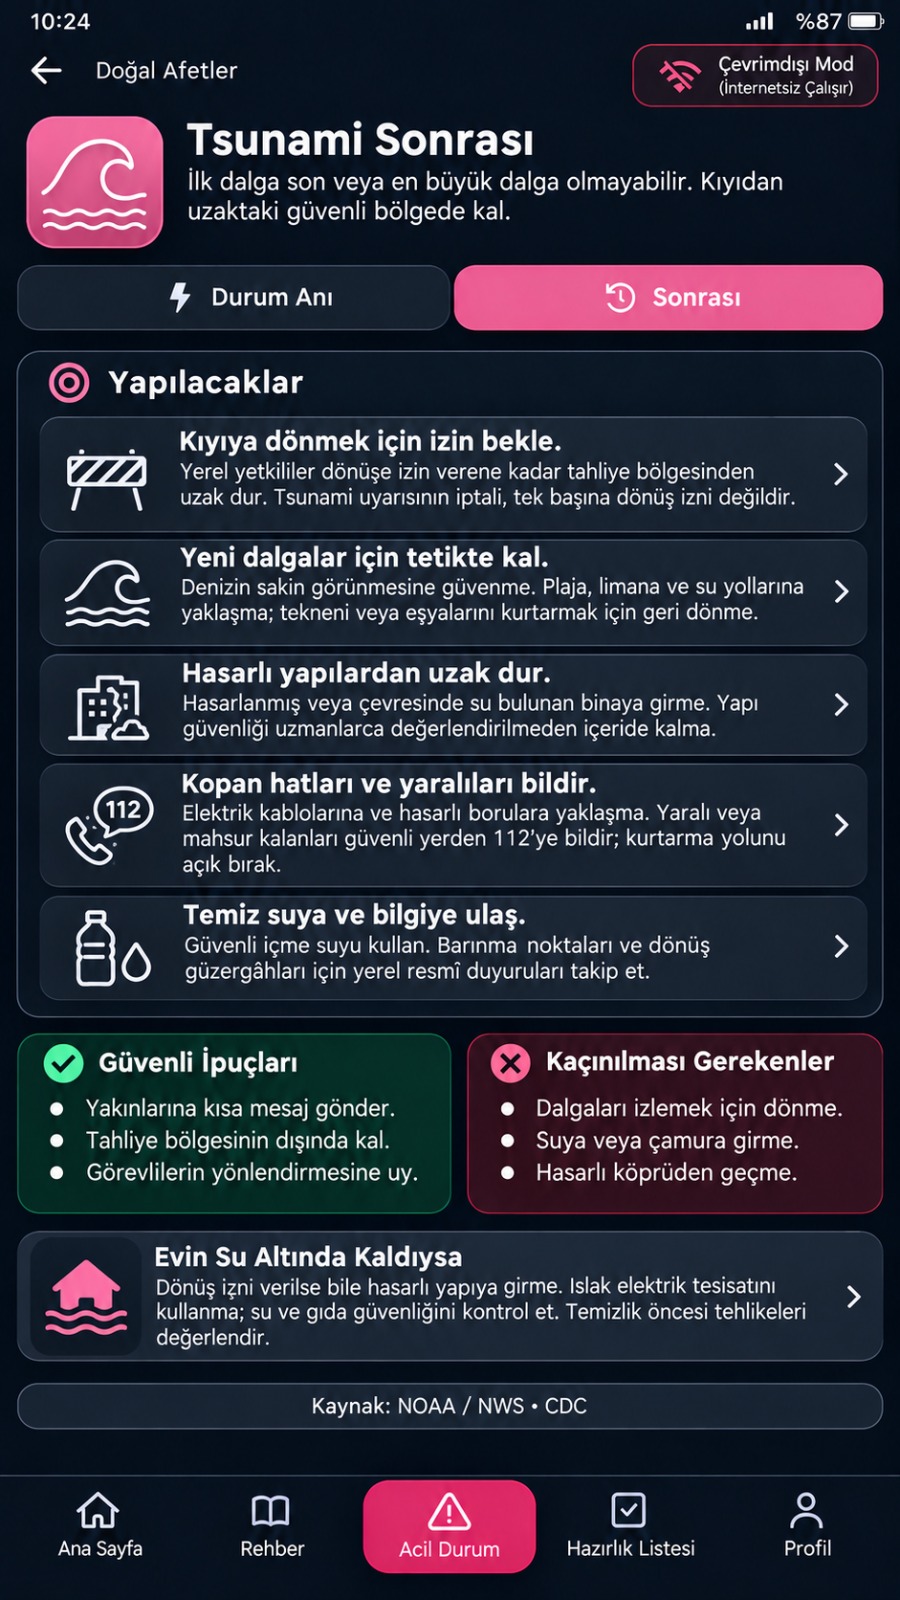 10:24
%87
Doğal Afetler
Çevrimdışı Mod
(İnternetsiz Çalışır)
Tsunami Sonrası
İlk dalga son veya en büyük dalga olmayabilir. Kıyıdan
uzaktaki güvenli bölgede kal.
Durum Anı
Sonrası
Yapılacaklar
Kıyıya dönmek için izin bekle.
Yerel yetkililer dönüşe izin verene kadar tahliye bölgesinden
uzak dur. Tsunami uyarısının iptali, tek başına dönüş izni değildir.
Yeni dalgalar için tetikte kal.
Denizin sakin görünmesine güvenme. Plaja, limana ve su yollarına
yaklaşma; tekneni veya eşyalarını kurtarmak için geri dönme.
Hasarlı yapılardan uzak dur.
Hasarlanmış veya çevresinde su bulunan binaya girme. Yapı
güvenliği uzmanlarca değerlendirilmeden içeride kalma.
112
Kopan hatları ve yaralıları bildir.
Elektrik kablolarına ve hasarlı borulara yaklaşma. Yaralı veya
mahsur kalanları güvenli yerden 112'ye bildir; kurtarma yolunu
açık bırak.
Temiz suya ve bilgiye ulaş.
Güvenli içme suyu kullan. Barınma noktaları ve dönüş
güzergâhları için yerel resmî duyuruları takip et.
Güvenli İpuçları
Yakınlarına kısa mesaj gönder.
Tahliye bölgesinin dışında kal.
Görevlilerin yönlendirmesine uy.
Kaçınılması Gerekenler
Dalgaları izlemek için dönme.
Suya veya çamura girme.
Hasarlı köprüden geçme.
Evin Su Altında Kaldıysa
Dönüş izni verilse bile hasarlı yapıya girme. Islak elektrik tesisatını
kullanma; su ve gıda güvenliğini kontrol et. Temizlik öncesi tehlikeleri
değerlendir.
Kaynak: NOAA / NWS • CDC
Ana Sayfa
Rehber
Acil Durum
Hazırlık Listesi
Profil